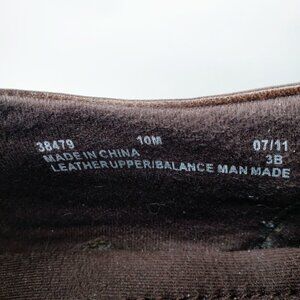 38479 10M 07/11
MADE IN CHINA 3B
LEATHER UPPER/BALANCE MAN MADE